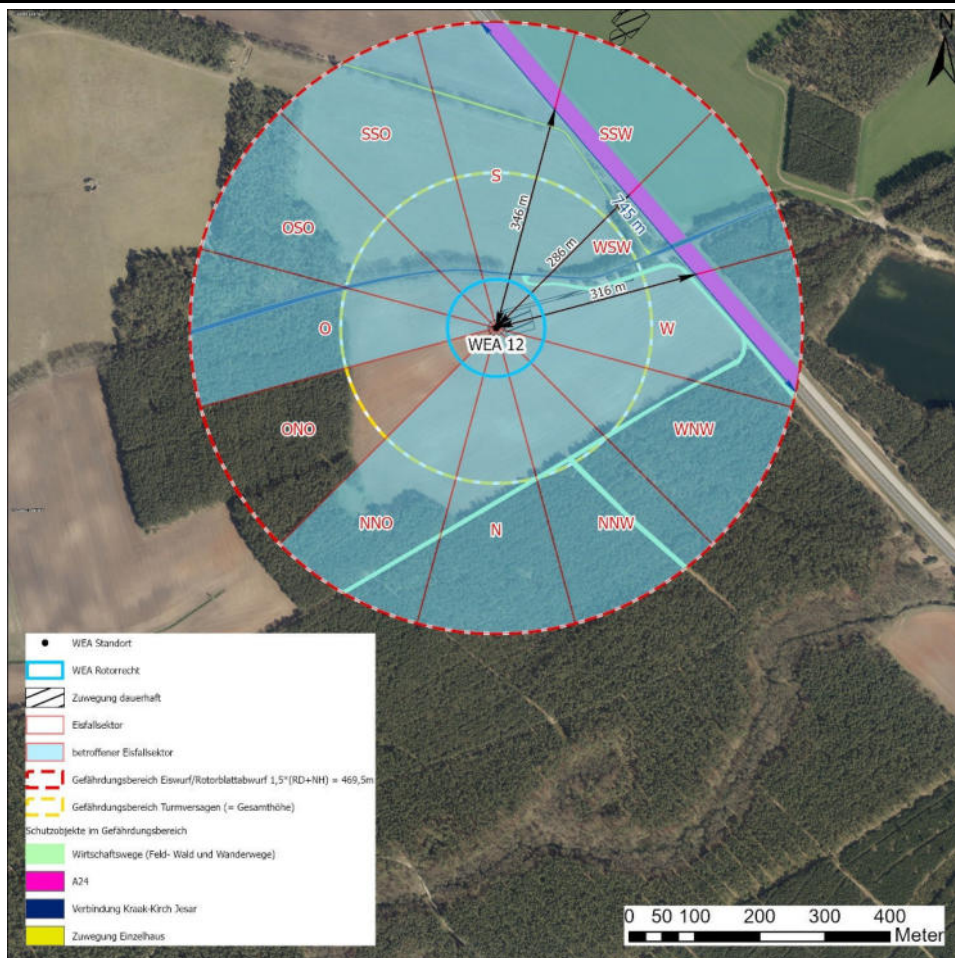 N
SSO
SSW
S
346 m
745 m
OSO
286 m
WSW
316 m
O
W
WEA 12
ONO
WNW
NNO
N
NNW
WEA Standort
WEA Rotorrecht
Zuwegung dauerhaft
Eisfallsektor
betroffener Eisfallsektor
Gefährdungsbereich Eiswurf/Rotorblattabwurf 1,5*(RD+NH) = 469,5m
Gefährdungsbereich Turmversagen (= Gesamthöhe)
Schutzobjekte im Gefährdungsbereich
Wirtschaftswege (Feld- Wald und Wanderwege)
A24
Verbindung Kraak-Kirch Jesar
Zuwegung Einzelhaus
0 50 100 200 300 400
Meter